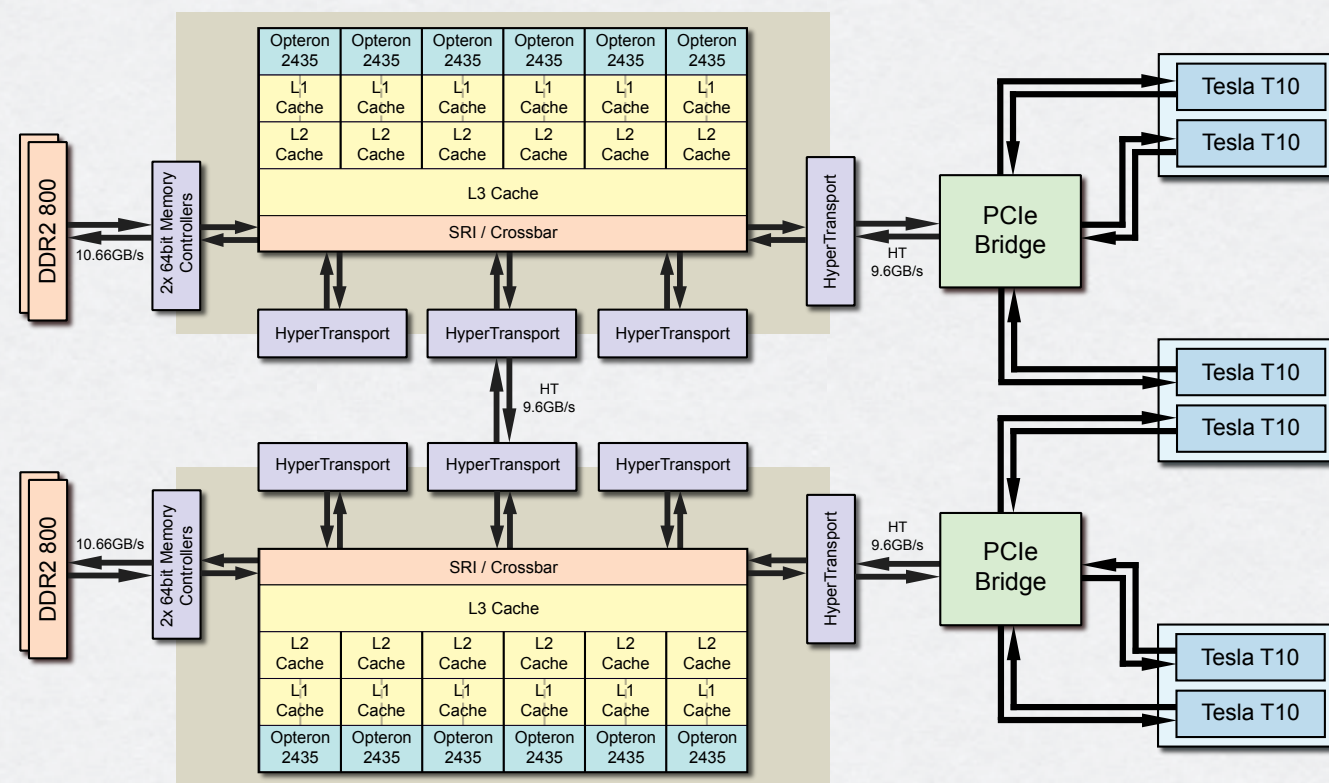 Opteron
2435
Opteron
2435
Opteron
2435
Opteron
2435
Opteron
2435
Opteron
2435
L1
Cache
L1
Cache
L1
Cache
L1
Cache
L1
Cache
L1
Cache
L2
Cache
L2
Cache
L2
Cache
L2
Cache
L2
Cache
L2
Cache
L3 Cache
SRI / Crossbar
DDR2 800
10.66GB/s
2x 64bit Memory
Controllers
HyperTransport
HT
9.6GB/s
PCIe
Bridge
Tesla T10
Tesla T10
HyperTransport
HyperTransport
HyperTransport
HT
9.6GB/s
Tesla T10
Tesla T10
HyperTransport
HyperTransport
HyperTransport
DDR2 800
10.66GB/s
2x 64bit Memory
Controllers
SRI / Crossbar
L3 Cache
HyperTransport
HT
9.6GB/s
PCIe
Bridge
L2
Cache
L2
Cache
L2
Cache
L2
Cache
L2
Cache
L2
Cache
L1
Cache
L1
Cache
L1
Cache
L1
Cache
L1
Cache
L1
Cache
Opteron
2435
Opteron
2435
Opteron
2435
Opteron
2435
Opteron
2435
Opteron
2435
Tesla T10
Tesla T10